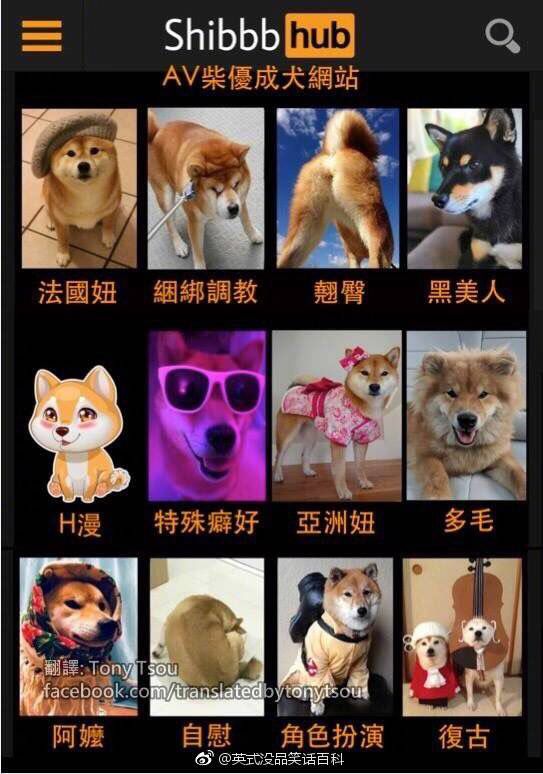 Shibbb hub
AV柴優成犬網站
法國妞 綑綁調教 翹臀 黑美人
H漫 特殊癖好 亞洲妞 多毛
翻譯: Tony Tsou
facebook.com/translatedbytonytsou
阿嬤 自慰 角色扮演 復古
@英式没品笑话百科